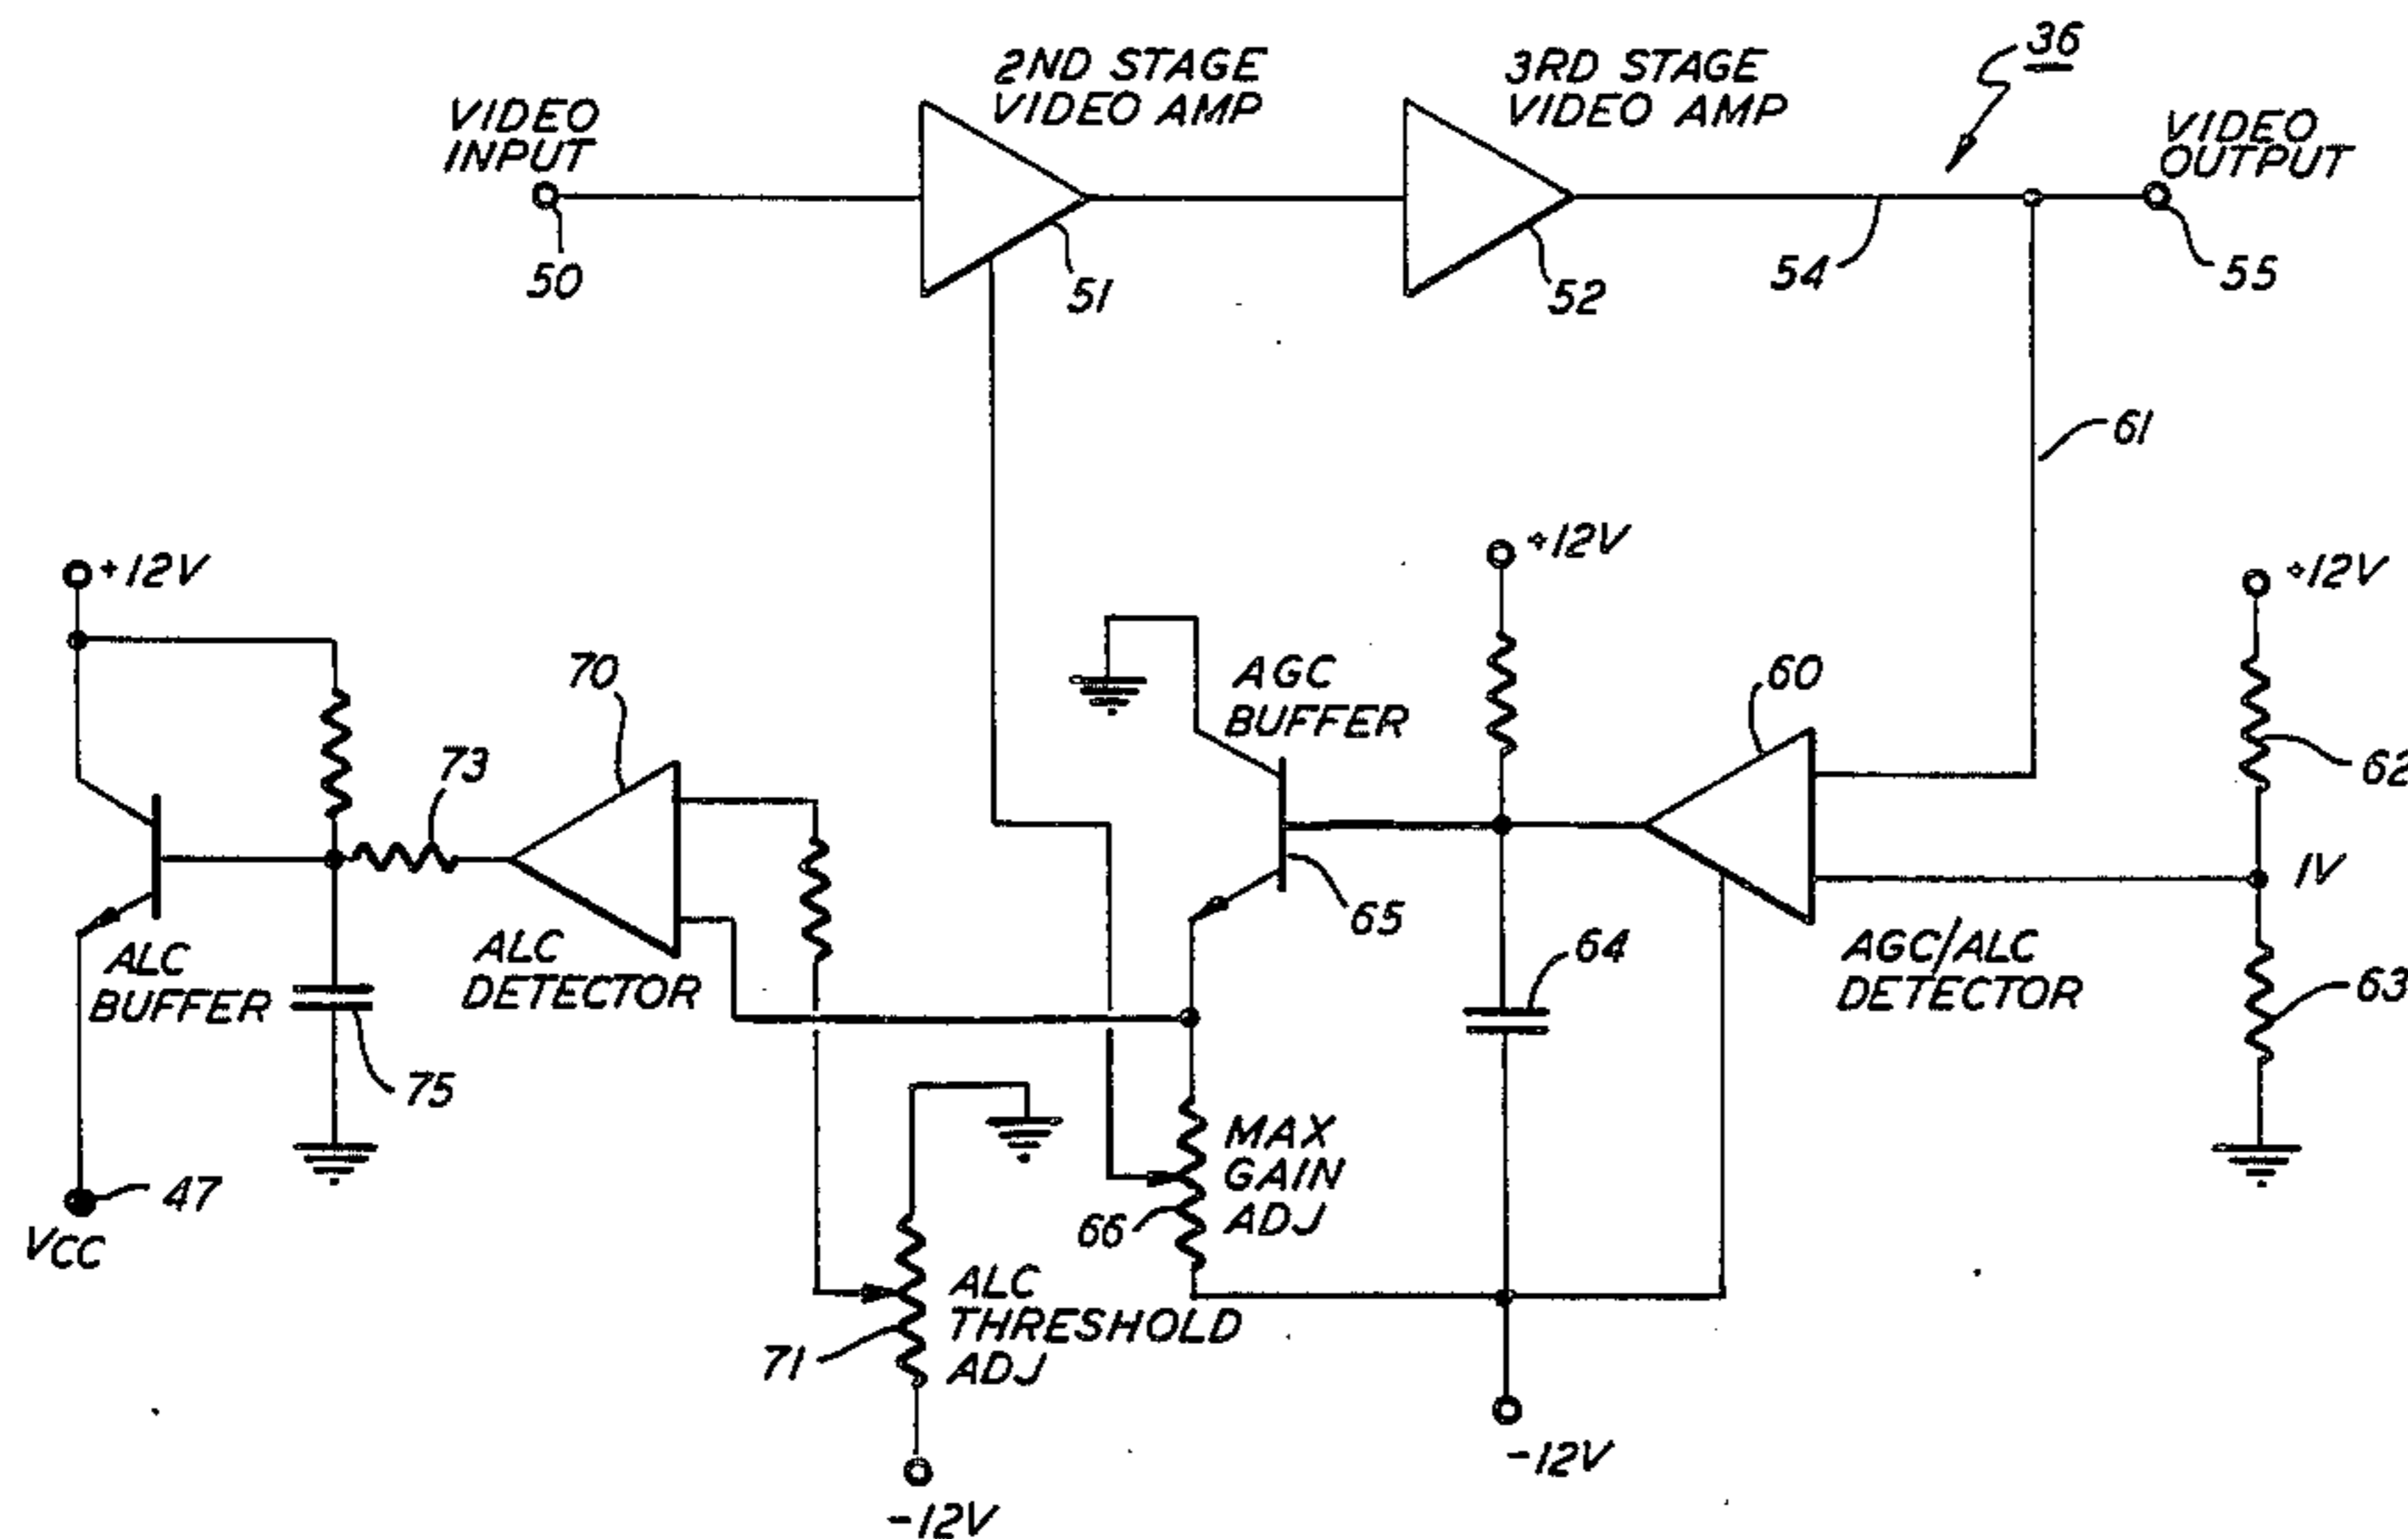 2ND STAGE
VIDEO AMP
3RD STAGE
VIDEO AMP
36
VIDEO
INPUT
VIDEO
OUTPUT
50
51
52
54
55
61
+12V
+12V
+12V
70
AGC
BUFFER
60
62
73
1V
65
ALC
BUFFER
ALC
DETECTOR
64
AGC/ALC
DETECTOR
63
75
MAX
GAIN
ADJ
66
47
VCC
ALC
THRESHOLD
ADJ
71
-12V
-12V